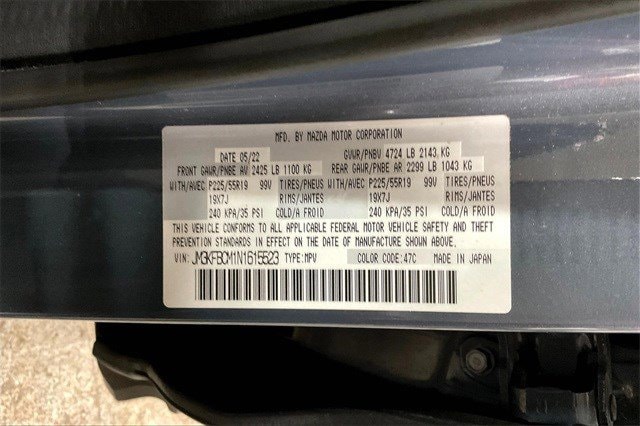 MFD. BY MAZDA MOTOR CORPORATION
DATE 05/22 GVWR/PNBV 4724 LB 2143 KG
FRONT GAWR/PNBE AV 2425 LB 1100 KG REAR GAWR/PNBE AR 2299 LB 1043 KG
WITH/AVEC P225/55R19 99V TIRES/PNEUS WITH/AVEC P225/55R19 99V TIRES/PNEUS
19X7J RIMS/JANTES 19X7J RIMS/JANTES
240 KPA/35 PSI COLD/A FROID 240 KPA/35 PSI COLD/A FROID
THIS VEHICLE CONFORMS TO ALL APPLICABLE FEDERAL MOTOR VEHICLE SAFETY AND THEFT
PREVENTION STANDARDS IN EFFECT ON THE DATE OF MANUFACTURE SHOWN ABOVE.
VIN: JM3KFBCM1N1615523 TYPE:MPV COLOR CODE:47C MADE IN JAPAN